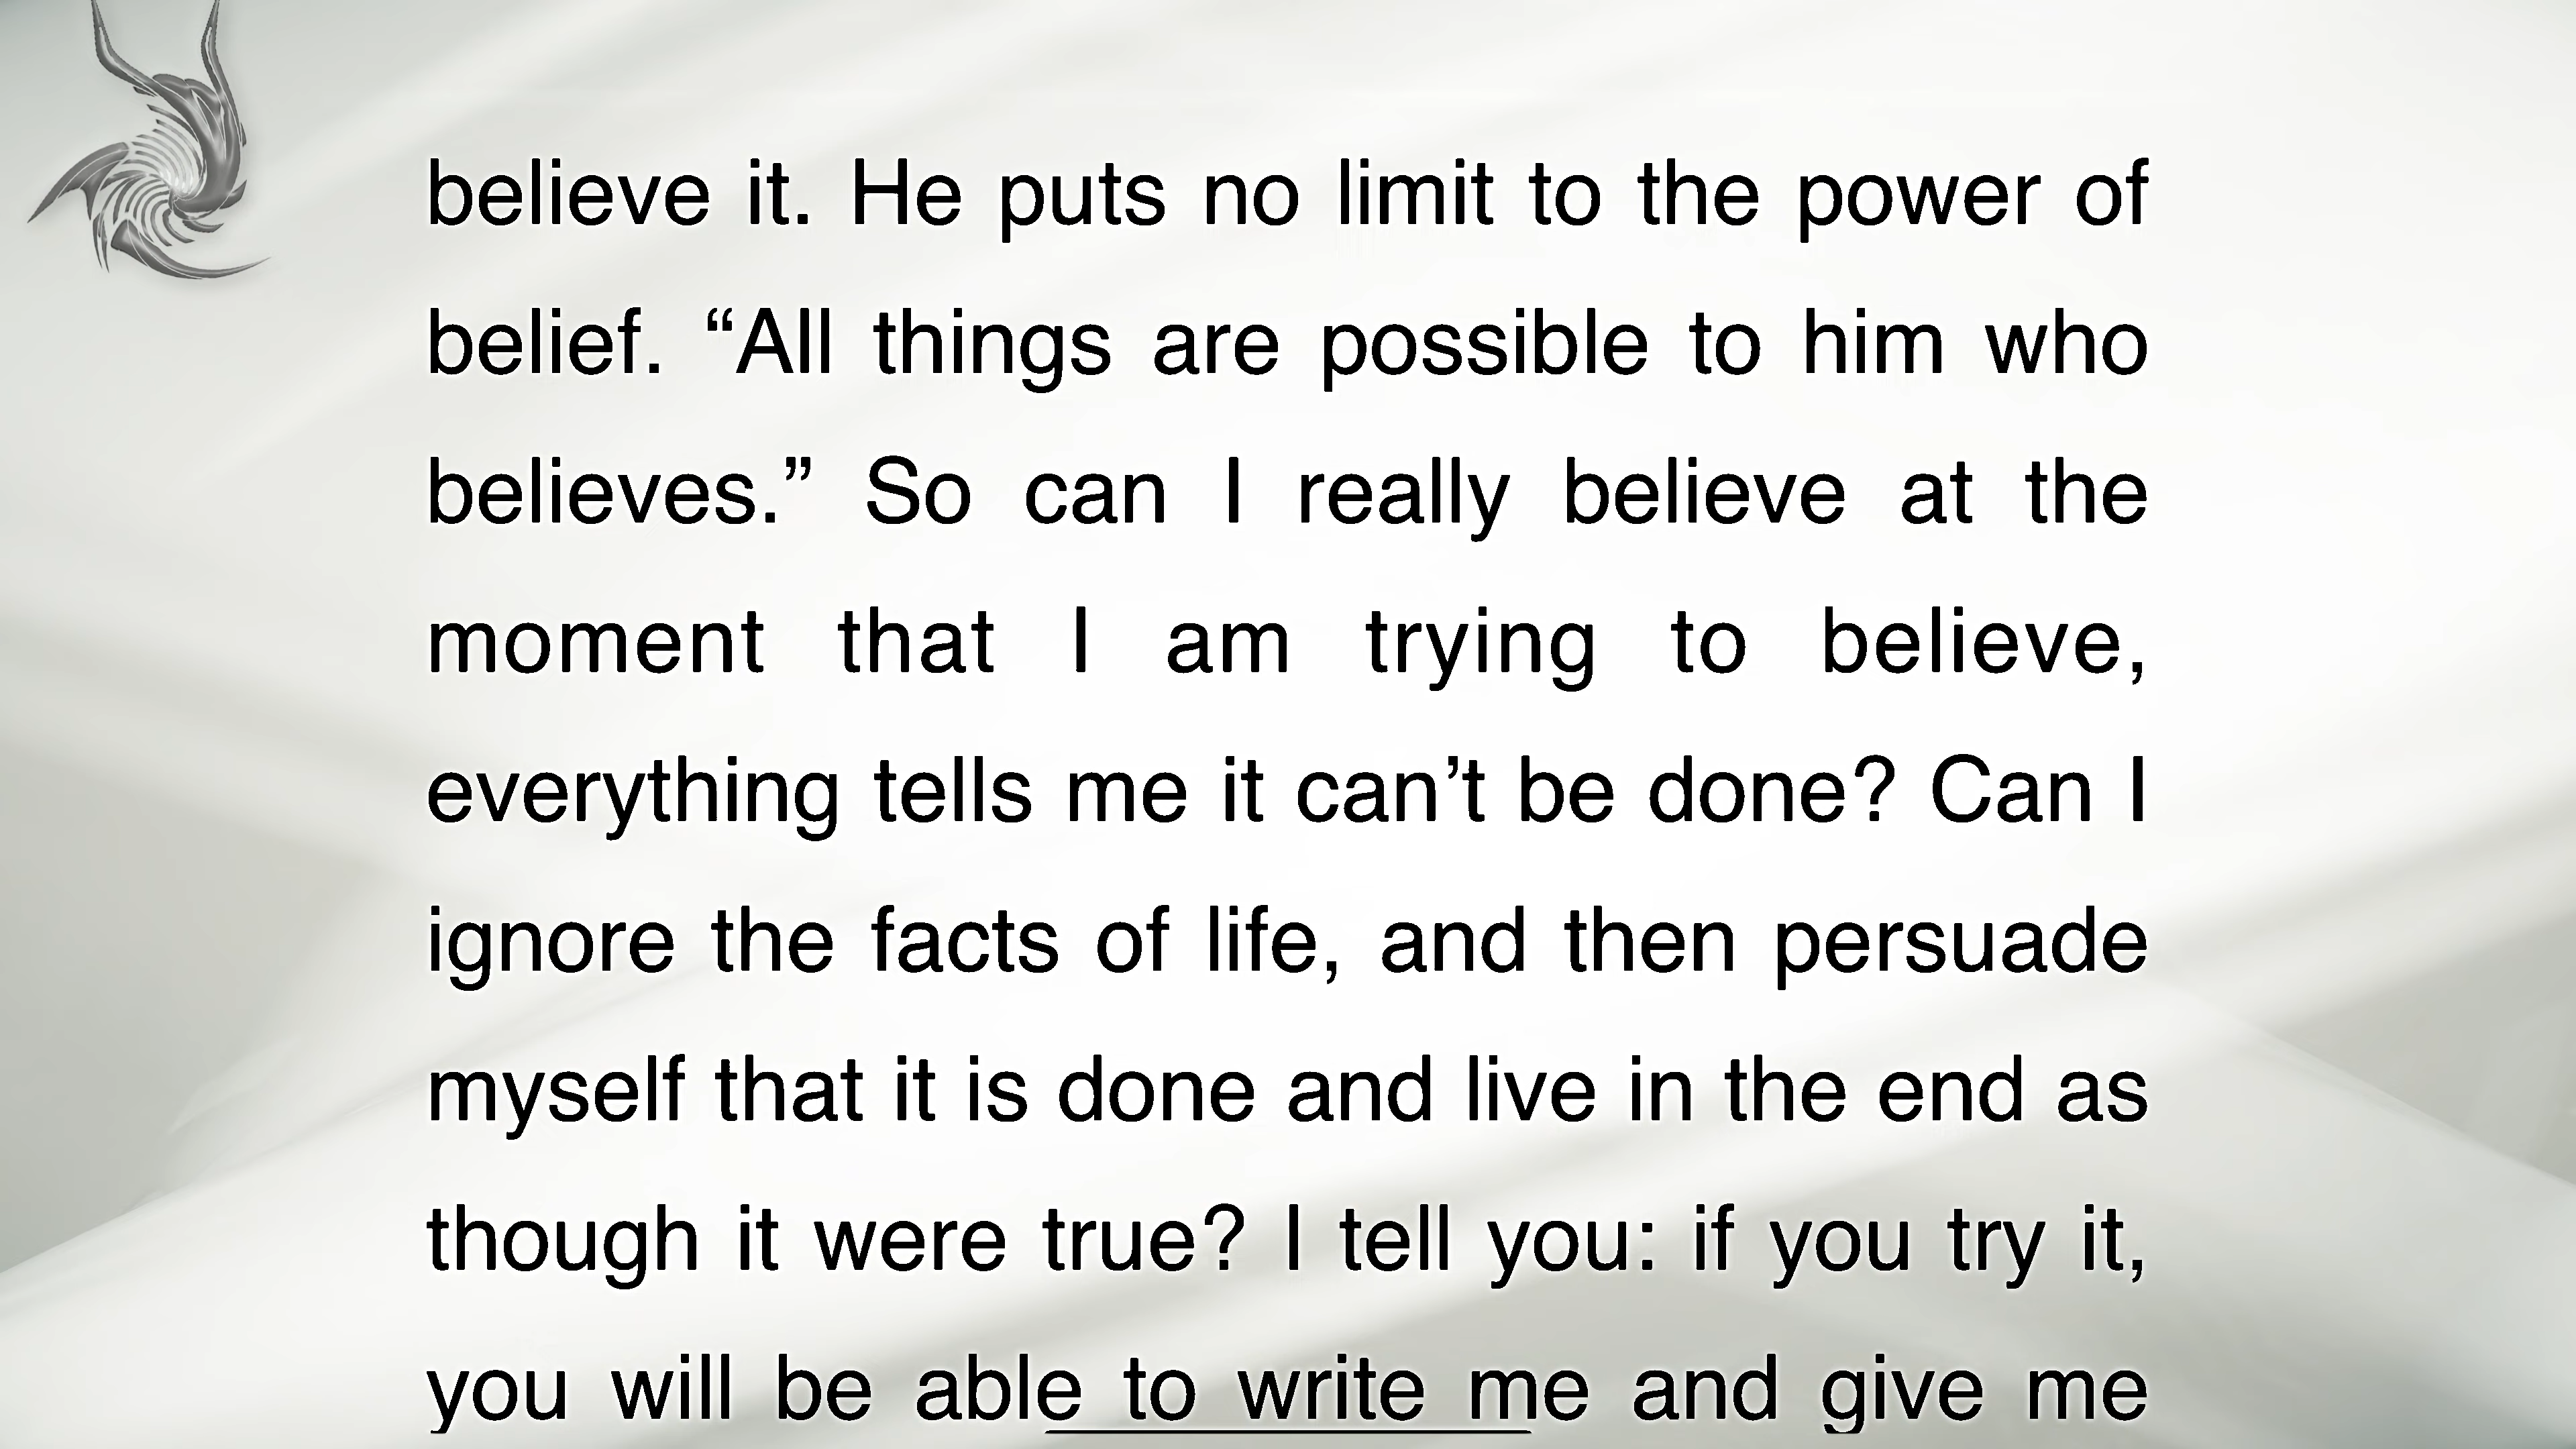 believe it. He puts no limit to the power of
belief. “All things are possible to him who
believes.” So can I really believe at the
moment that I am trying to believe,
everything tells me it can’t be done? Can I
ignore the facts of life, and then persuade
myself that it is done and live in the end as
though it were true? I tell you: if you try it,
you will be able to write me and give me